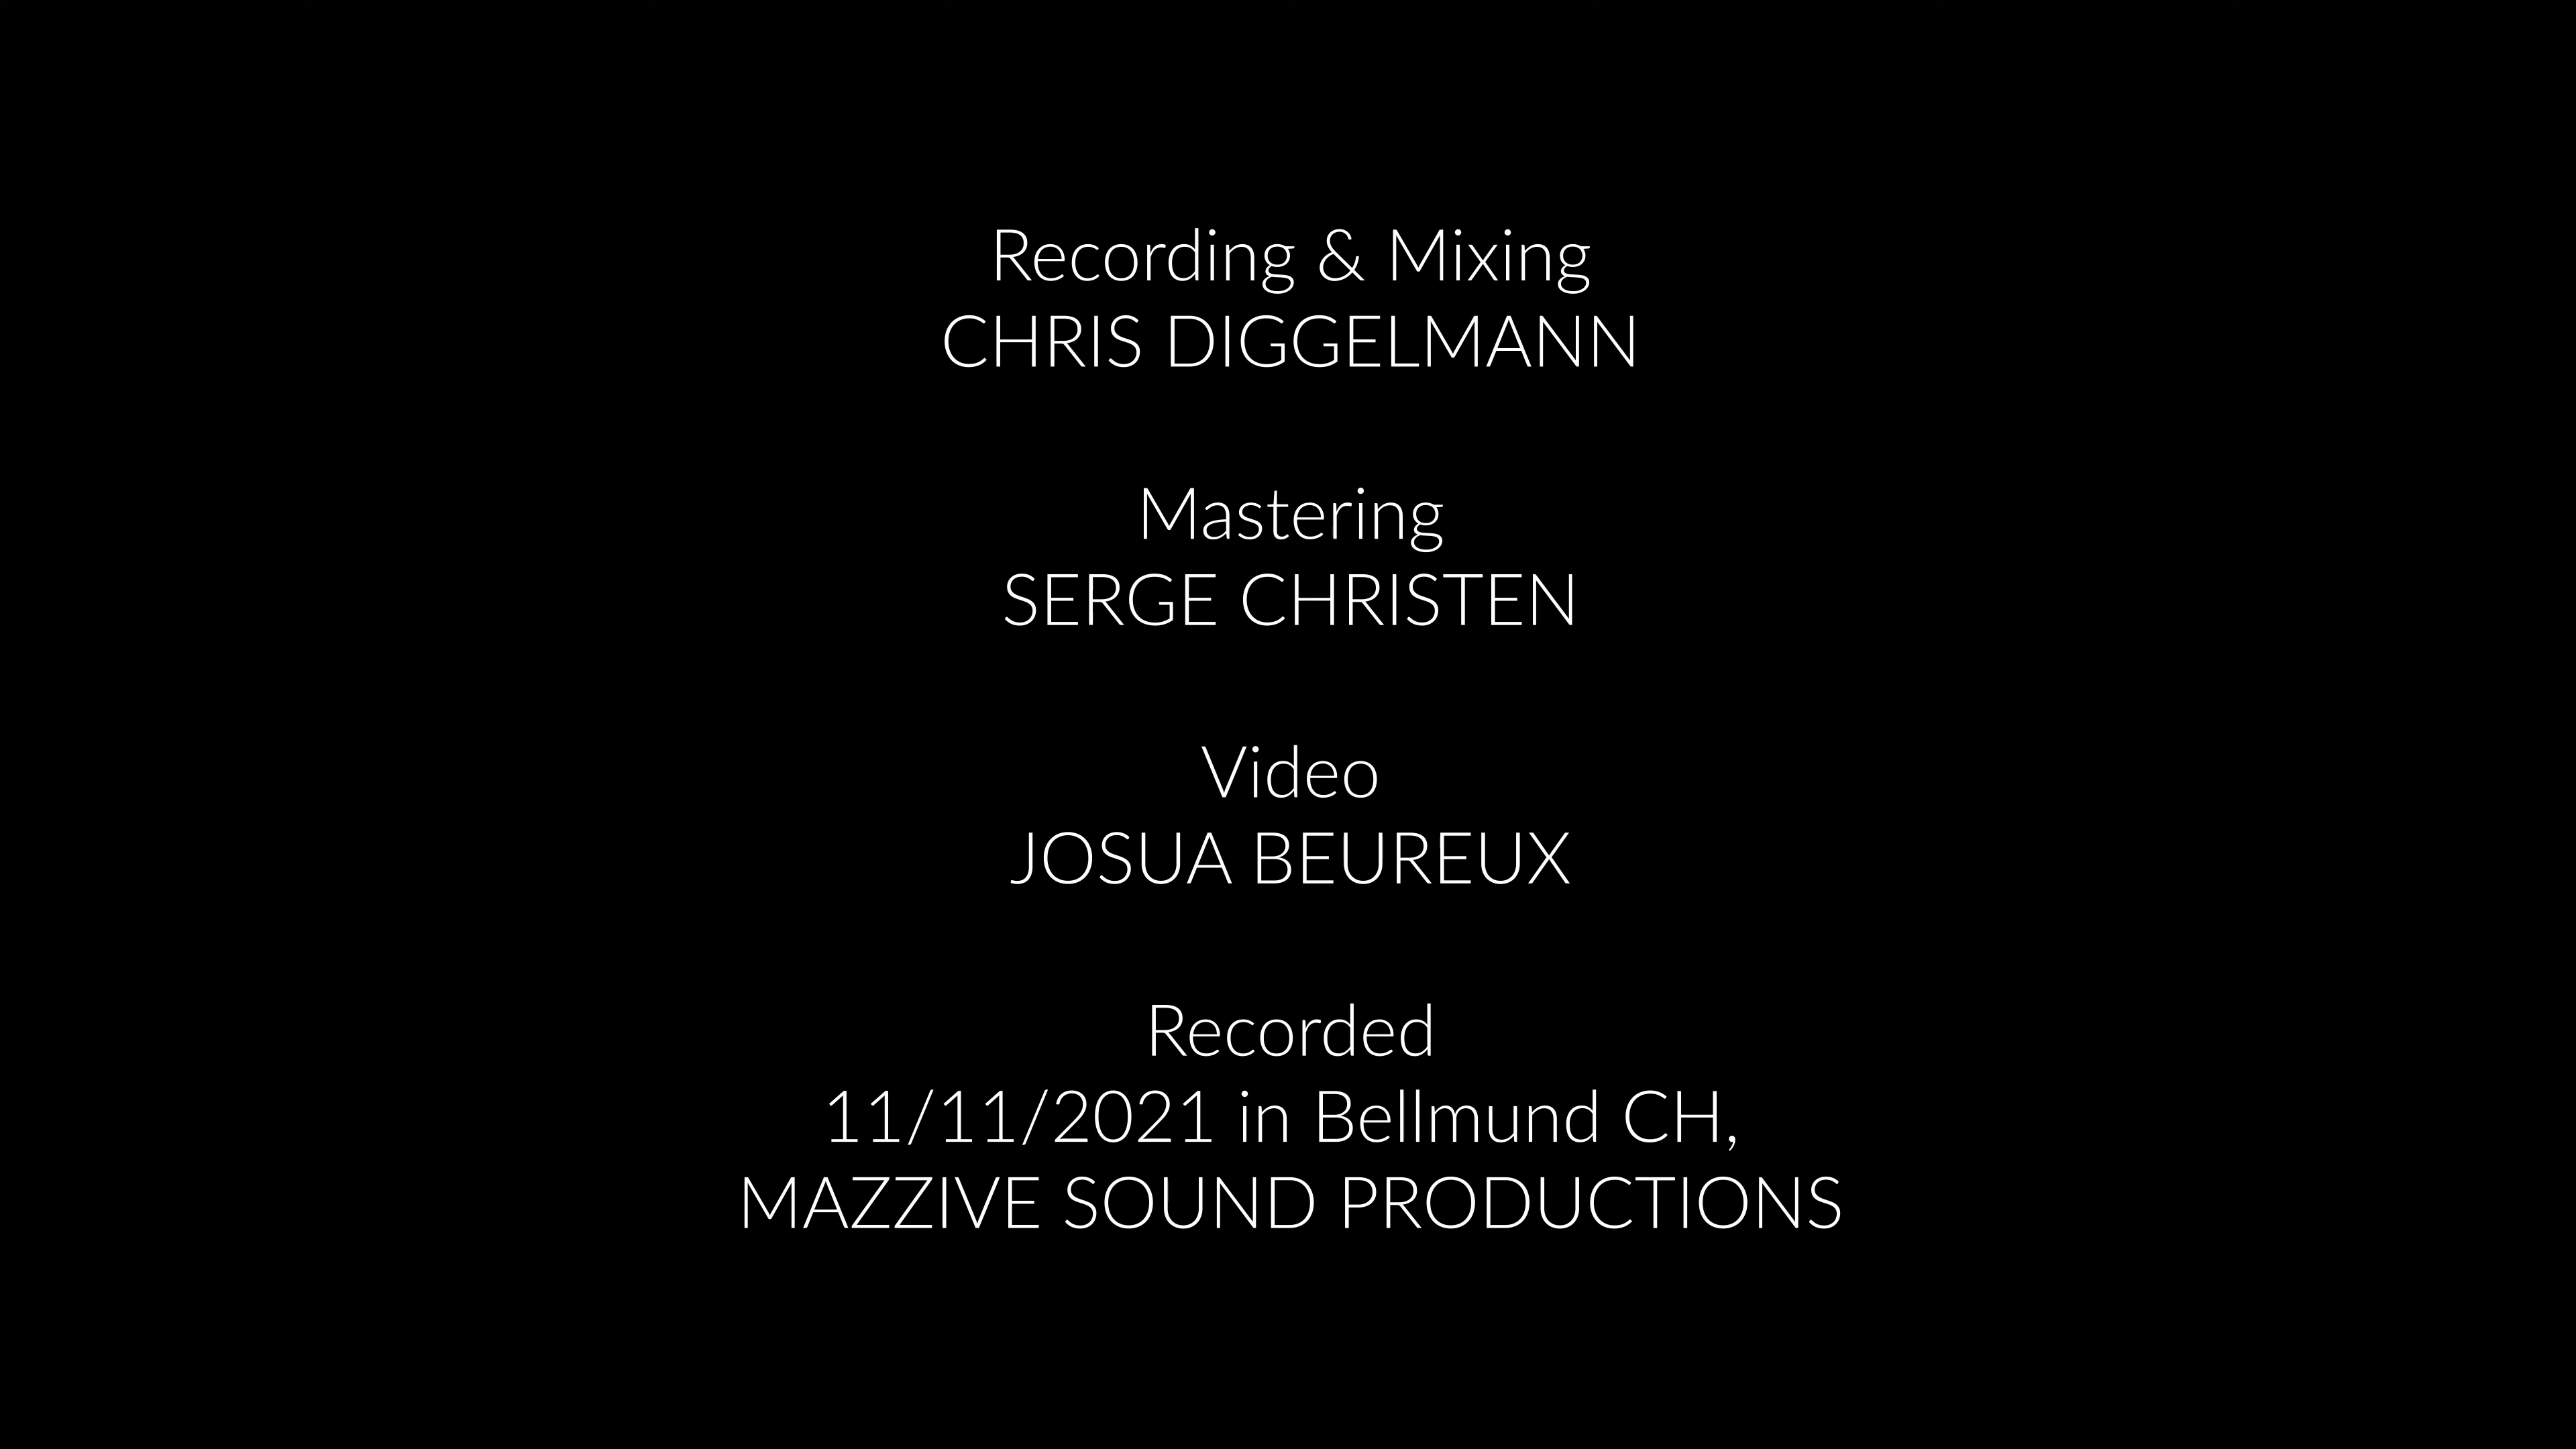 Recording & Mixing
CHRIS DIGGELMANN
Mastering
SERGE CHRISTEN
Video
JOSUA BEUREUX
Recorded
11/11/2021 in Bellmund CH,
MAZZIVE SOUND PRODUCTIONS